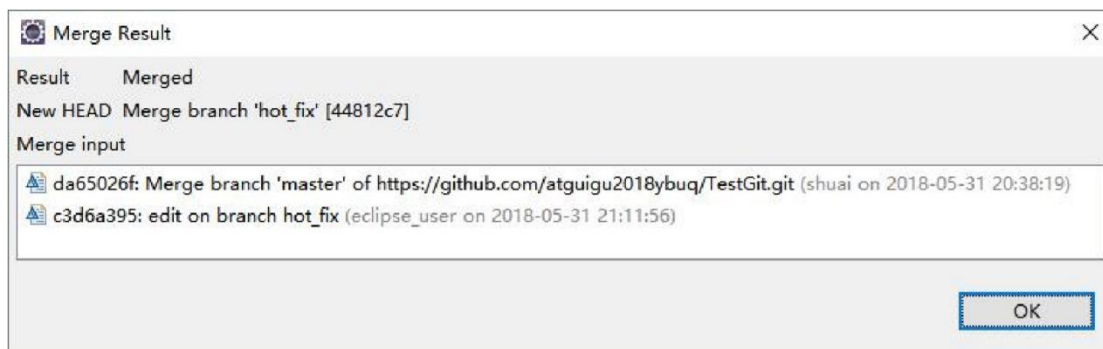 Merge Result
Result Merged
New HEAD Merge branch 'hot_fix' [44812c7]
Merge input
da65026f: Merge branch 'master' of https://github.com/atguigu2018ybuq/TestGit.git (shuai on 2018-05-31 20:38:19)
c3d6a395: edit on branch hot_fix (eclipse_user on 2018-05-31 21:11:56)
OK